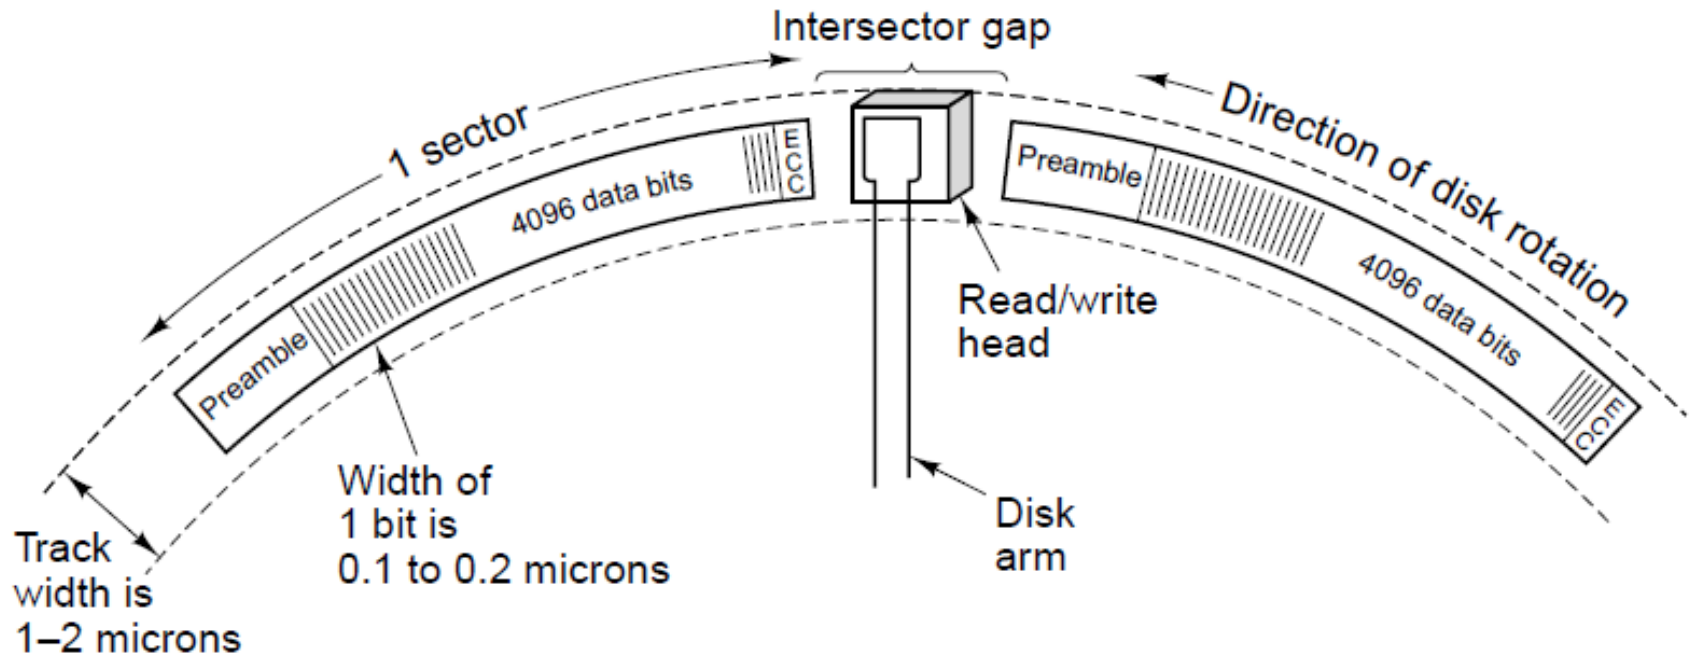 Intersector gap
1 sector
Direction of disk rotation
E
C
C
4096 data bits
Preamble
Preamble
4096 data bits
E
C
C
Read/write
head
Width of
1 bit is
0.1 to 0.2 microns
Disk
arm
Track
width is
1–2 microns